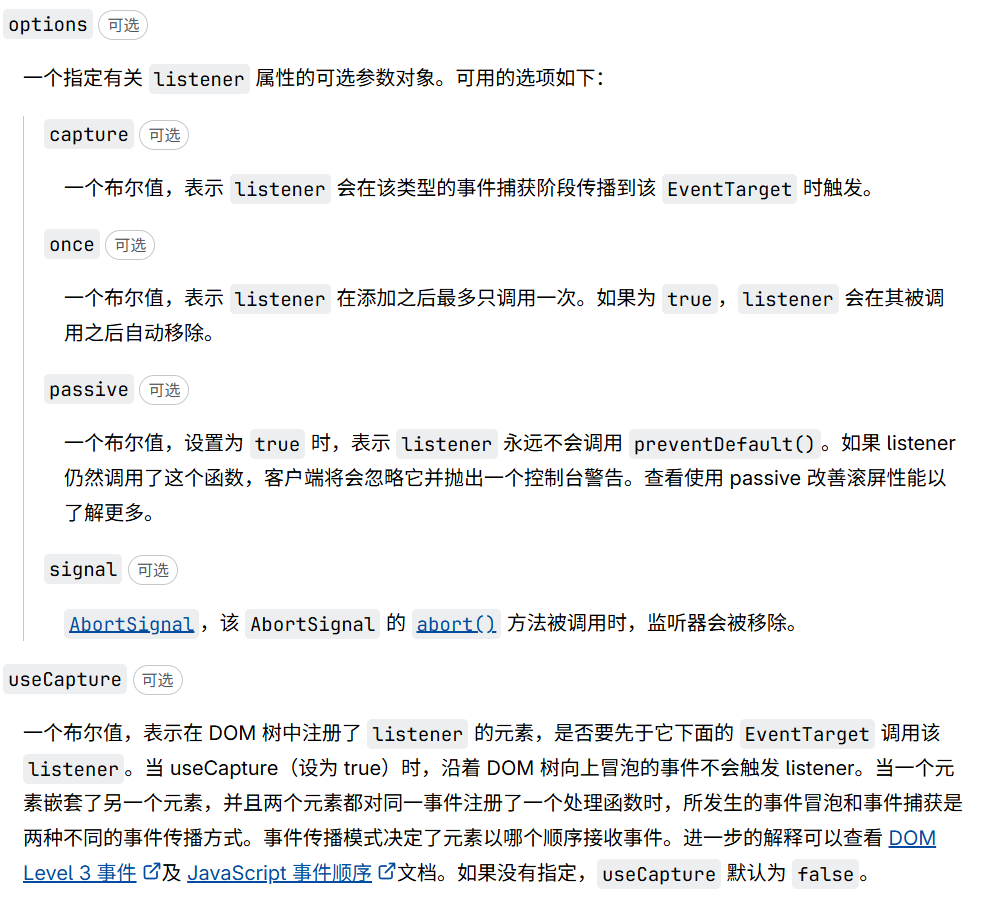 options 可选
一个指定有关 listener 属性的可选参数对象。可用的选项如下：
capture 可选
一个布尔值，表示 listener 会在该类型的事件捕获阶段传播到该 EventTarget 时触发。
once 可选
一个布尔值，表示 listener 在添加之后最多只调用一次。如果为 true，listener 会在其被调
用之后自动移除。
passive 可选
一个布尔值，设置为 true 时，表示 listener 永远不会调用 preventDefault()。如果 listener
仍然调用了这个函数，客户端将会忽略它并抛出一个控制台警告。查看使用 passive 改善滚屏性能以
了解更多。
signal 可选
AbortSignal，该 AbortSignal 的 abort() 方法被调用时，监听器会被移除。
useCapture 可选
一个布尔值，表示在 DOM 树中注册了 listener 的元素，是否要先于它下面的 EventTarget 调用该
listener。当 useCapture（设为 true）时，沿着 DOM 树向上冒泡的事件不会触发 listener。当一个元
素嵌套了另一个元素，并且两个元素都对同一事件注册了一个处理函数时，所发生的事件冒泡和事件捕获是
两种不同的事件传播方式。事件传播模式决定了元素以哪个顺序接收事件。进一步的解释可以查看 DOM
Level 3 事件及 JavaScript 事件顺序文档。如果没有指定，useCapture 默认为 false。